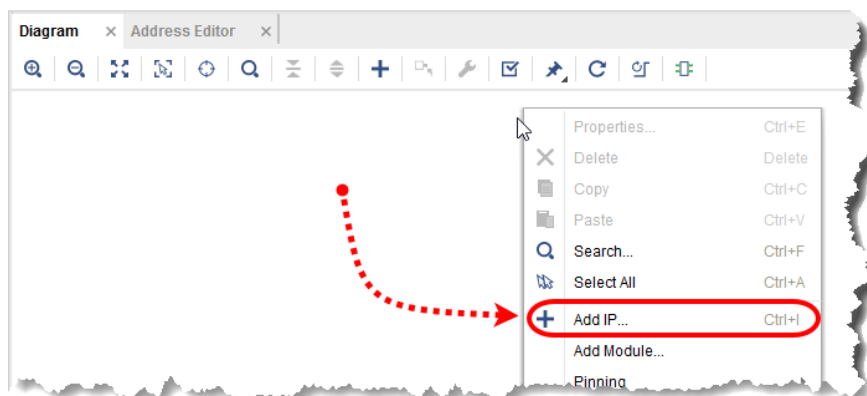 Diagram
Address Editor
Properties... Ctrl+E
Delete Delete
Copy Ctrl+C
Paste Ctrl+V
Search... Ctrl+F
Select All Ctrl+A
Add IP... Ctrl+I
Add Module...
Pinning